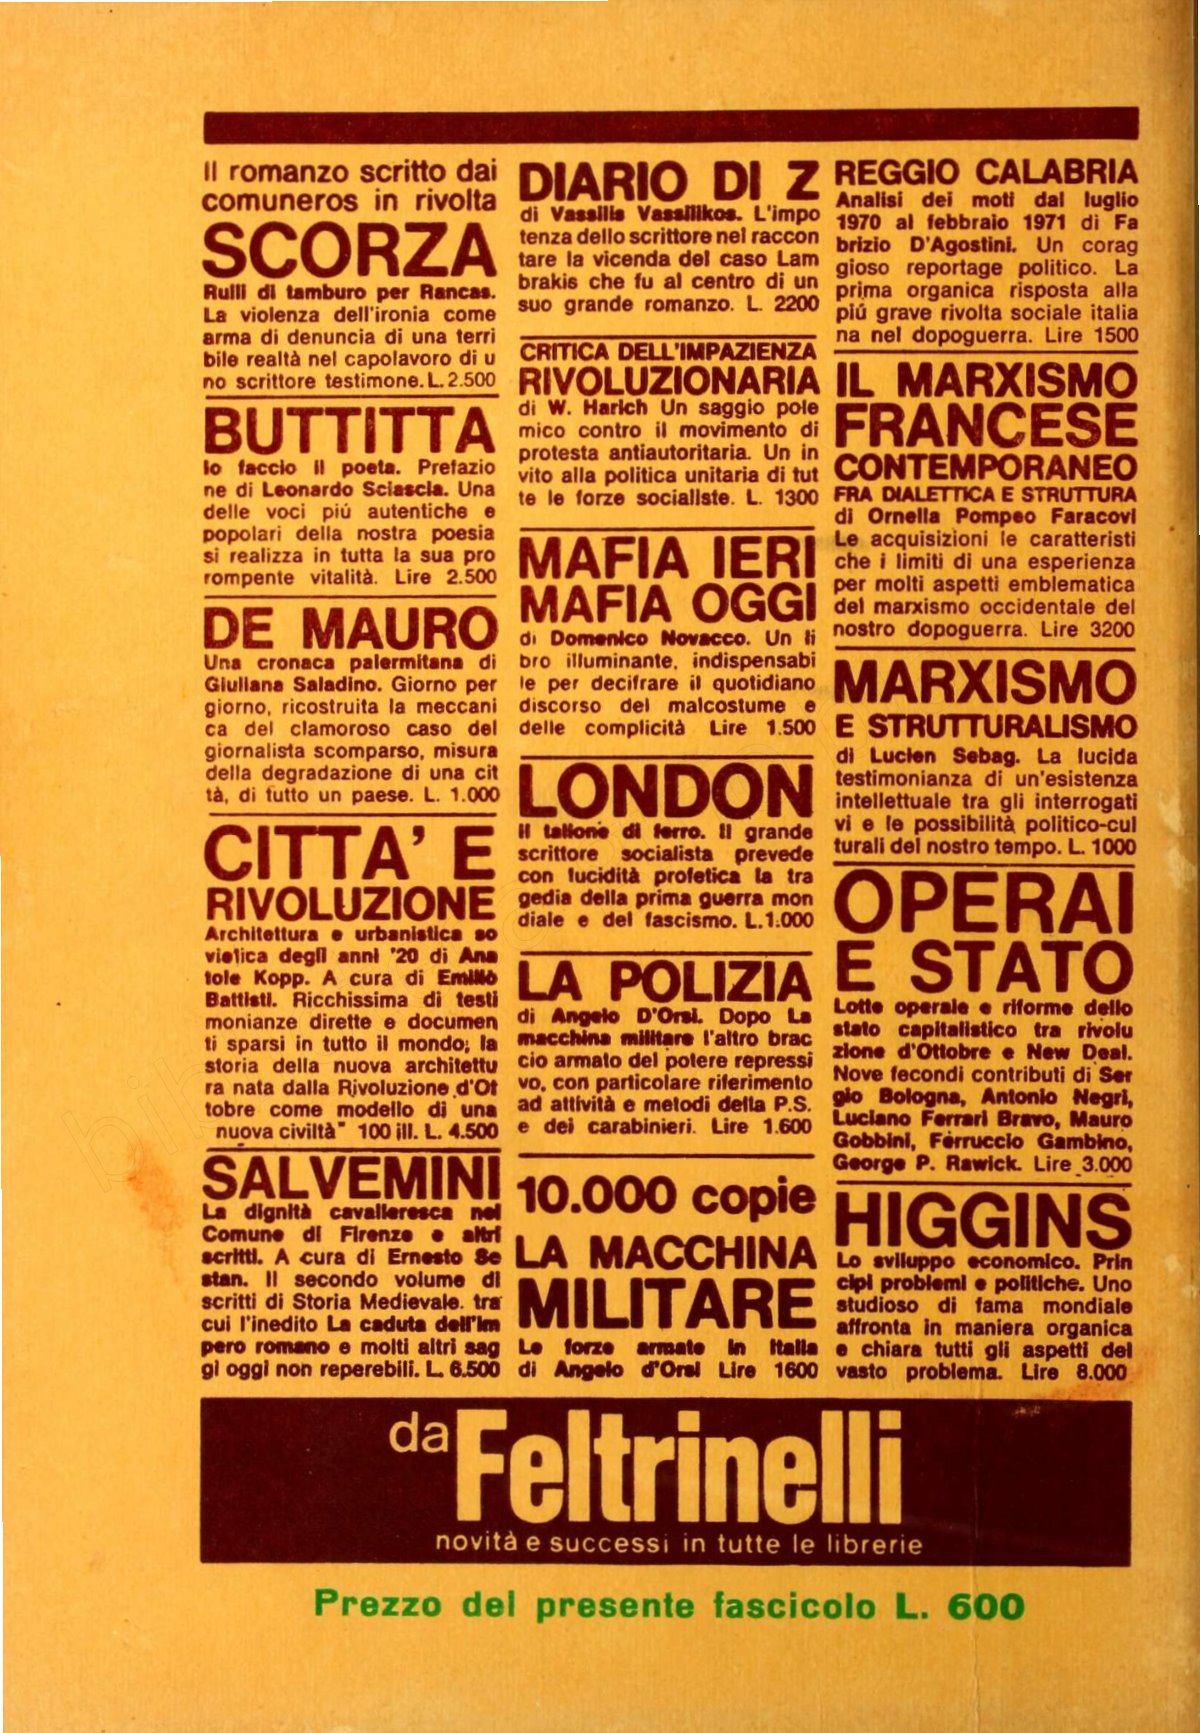 Il romanzo scritto dai
comuneros in rivolta
SCORZA
Rulli di tamburo per Rancas.
La violenza dell'ironia come
arma di denuncia di una terri
bile realtà nel capolavoro di u
no scrittore testimone. L. 2.500
BUTTITTA
Io faccio il poeta. Prefazio
ne di Leonardo Sciascia. Una
delle voci piú autentiche e
popolari della nostra poesia
si realizza in tutta la sua pro
rompente vitalità. Lire 2.500
DE MAURO
Una cronaca palermitana di
Giuliana Saladino. Giorno per
giorno, ricostruita la meccani
ca del clamoroso caso del
giornalista scomparso, misura
della degradazione di una cit
tà, di tutto un paese. L. 1.000
CITTA' E
RIVOLUZIONE
Architettura e urbanistica so
vietica degli anni '20 di Ana
tole Kopp. A cura di Emilio
Battisti. Ricchissima di testi
monianze dirette e documen
ti sparsi in tutto il mondo; la
storia della nuova architettu
ra nata dalla Rivoluzione d'Ot
tobre come modello di una
nuova civiltà" 100 ill. L. 4.500
SALVEMINI
La dignità cavalleresca nel
Comune di Firenze e altri
scritti. A cura di Ernesto Se
stan. Il secondo volume di
scritti di Storia Medievale. tra
cui l'inedito La caduta dell'im
pero romano e molti altri sag
gi oggi non reperebili. L. 6.500
DIARIO DI Z
di Vassilis Vassilikos. L'impo
tenza dello scrittore nel raccon
tare la vicenda del caso Lam
brakis che fu al centro di un
suo grande romanzo. L. 2200
CRITICA DELL'IMPAZIENZA
RIVOLUZIONARIA
di W. Harich Un saggio pole
mico contro il movimento di
protesta antiautoritaria. Un in
vito alla politica unitaria di tut
te le forze socialiste. L. 1300
MAFIA IERI
MAFIA OGGI
di Domenico Novacco. Un li
bro illuminante, indispensabi
le per decifrare il quotidiano
discorso del malcostume e
delle complicità Lire 1.500
LONDON
Il tallone di ferro. Il grande
scrittore socialista prevede
con lucidità profetica la tra
gedia della prima guerra mon
diale e del fascismo. L. 1.000
LA POLIZIA
di Angelo D'Orsi. Dopo La
macchina militare l'altro brac
cio armato del potere repressi
vo, con particolare riferimento
ad attività e metodi della P.S.
e dei carabinieri. Lire 1.600
10.000 copie
LA MACCHINA
MILITARE
Le forze armate in Italia
di Angelo d'Orsi Lire 1600
REGGIO CALABRIA
Analisi dei moti dal luglio
1970 al febbraio 1971 di Fa
brizio D'Agostini. Un corag
gioso reportage politico. La
prima organica risposta alla
piú grave rivolta sociale italia
na nel dopoguerra. Lire 1500
IL MARXISMO
FRANCESE
CONTEMPORANEO
FRA DIALETTICA E STRUTTURA
di Ornella Pompeo Faracovi
Le acquisizioni le caratteristi
che i limiti di una esperienza
per molti aspetti emblematica
del marxismo occidentale del
nostro dopoguerra. Lire 3200
MARXISMO
E STRUTTURALISMO
di Lucien Sebag. La lucida
testimonianza di un'esistenza
intellettuale tra gli interrogati
vi e le possibilità politico-cul
turali del nostro tempo. L. 1000
OPERAI
E STATO
Lotte operaie e riforme dello
stato capitalistico tra rivolu
zione d'Ottobre e New Deal.
Nove fecondi contributi di Ser
gio Bologna, Antonio Negri,
Luciano Ferrari Bravo, Mauro
Gobbini, Ferruccio Gambino,
George P. Rawick. Lire 3.000
HIGGINS
Lo sviluppo economico. Prin
cipi problemi e politiche. Uno
studioso di fama mondiale
affronta in maniera organica
e chiara tutti gli aspetti del
vasto problema. Lire 8.000
da Feltrinelli
novità e successi in tutte le librerie
Prezzo del presente fascicolo L. 600